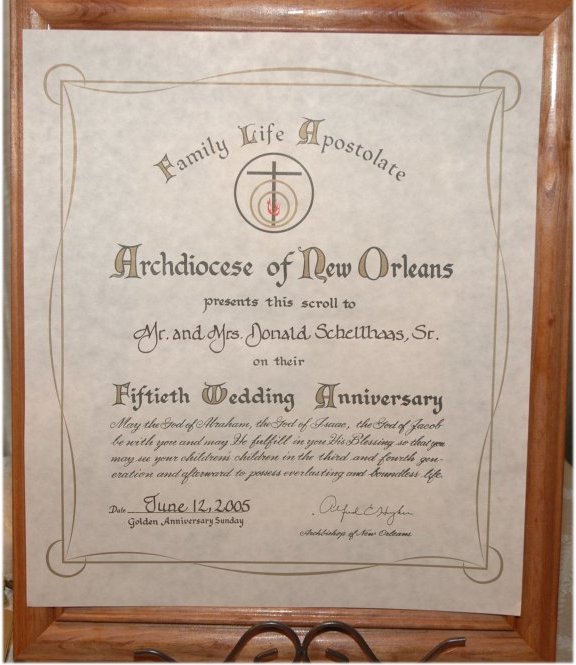 Family Life Apostolate
Archdiocese of New Orleans
presents this scroll to
Mr. and Mrs. Donald Schellhaas, Sr.
on their
Fiftieth Wedding Anniversary
May the God of Abraham, the God of Isaac, the God of Jacob
be with you and may He fulfill in you His Blessing so that you
may see your children's children in the third and fourth gen-
eration and afterward to possess everlasting and boundless life.
Date June 12, 2005
Golden Anniversary Sunday
Alfred C Hughes
Archbishop of New Orleans